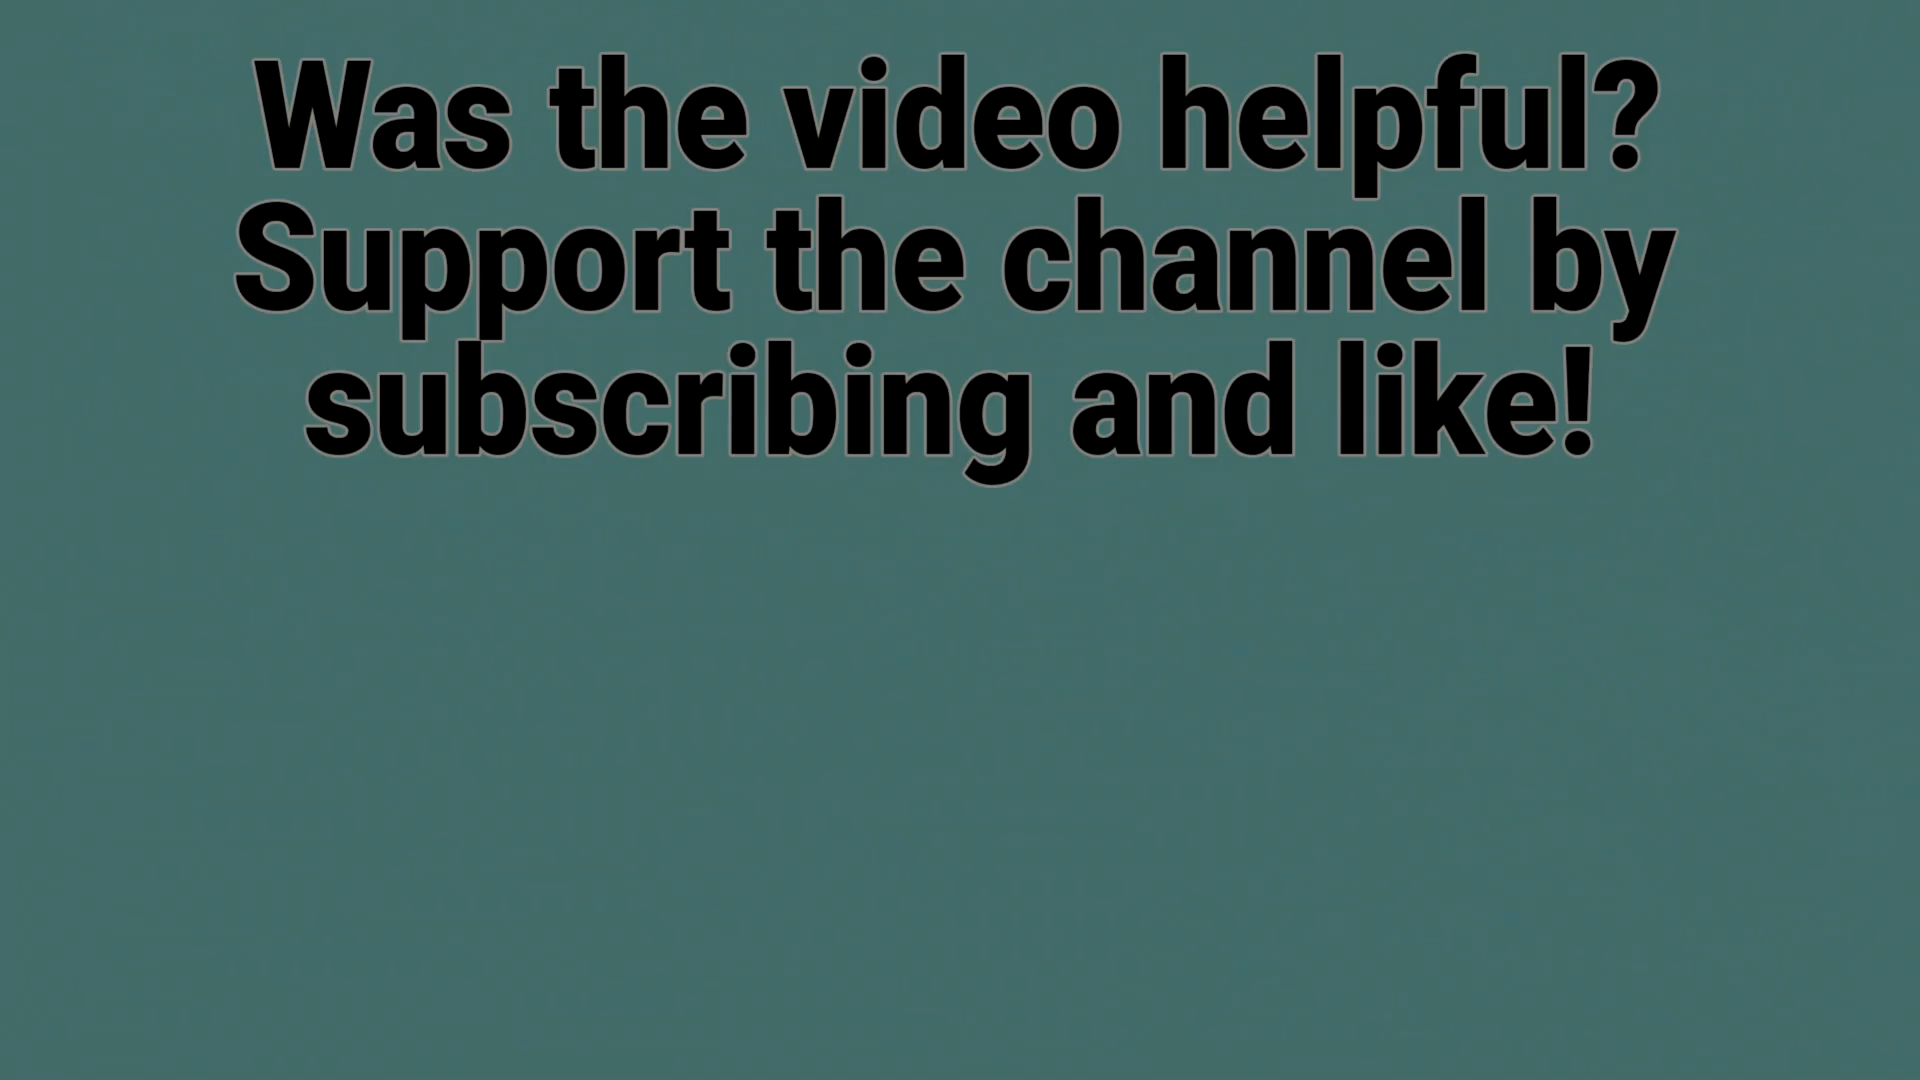 Was the video helpful?
Support the channel by
subscribing and like!